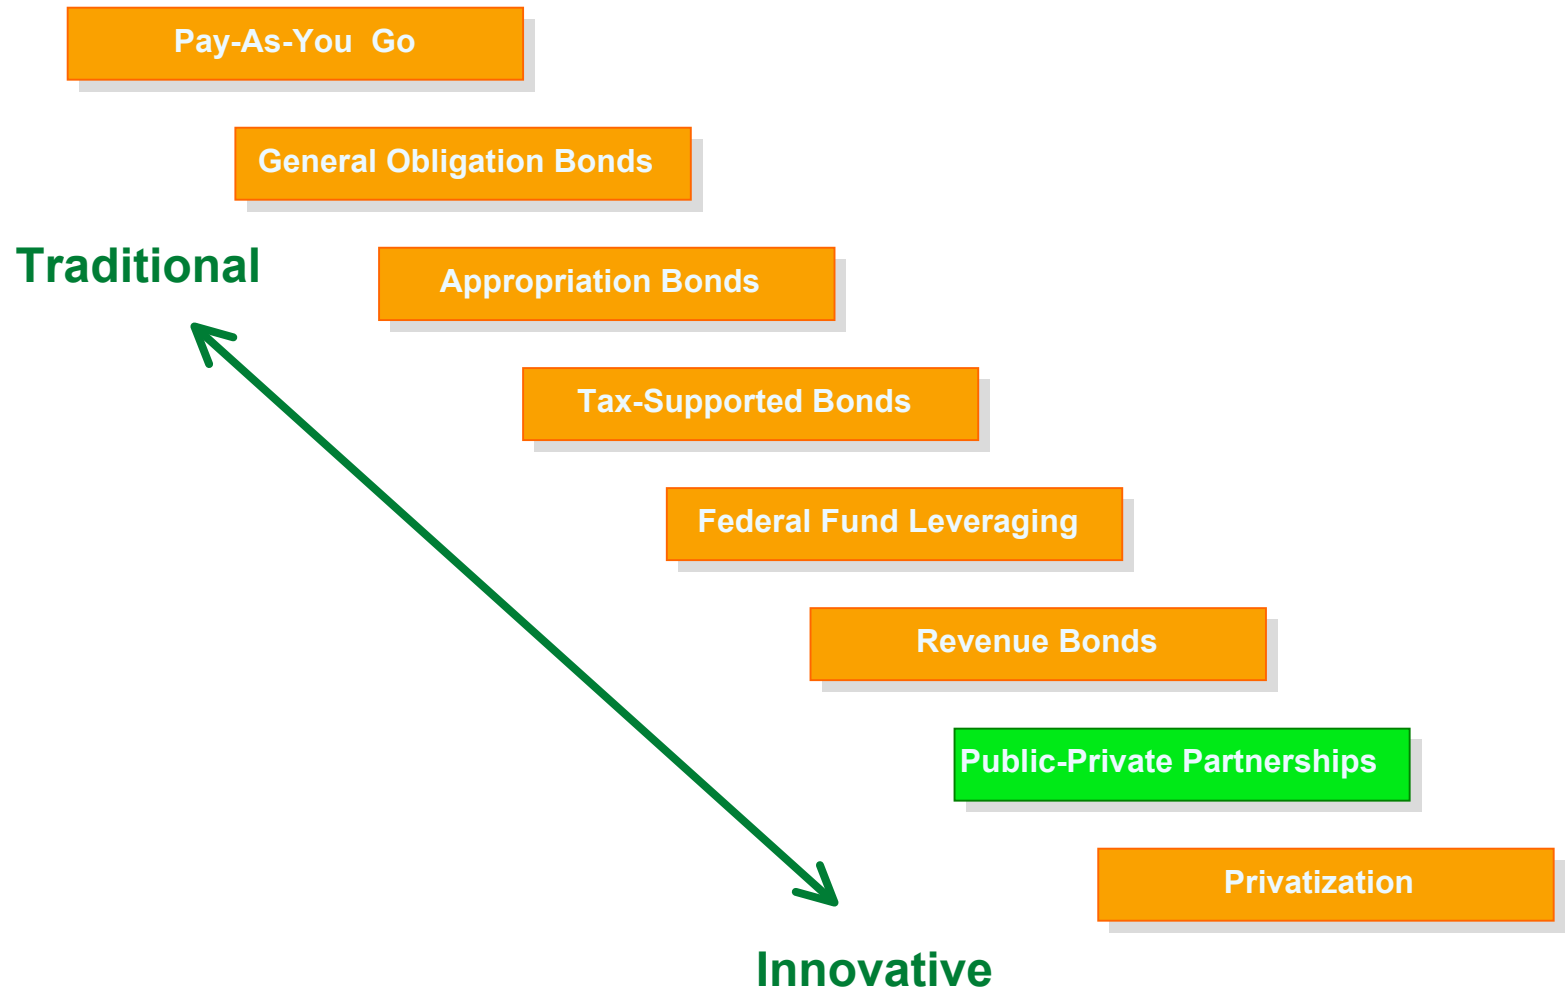 Pay-As-You  Go
General Obligation Bonds
Traditional
Appropriation Bonds
Tax-Supported Bonds
Federal Fund Leveraging
Revenue Bonds
Public-Private Partnerships
Privatization
Innovative